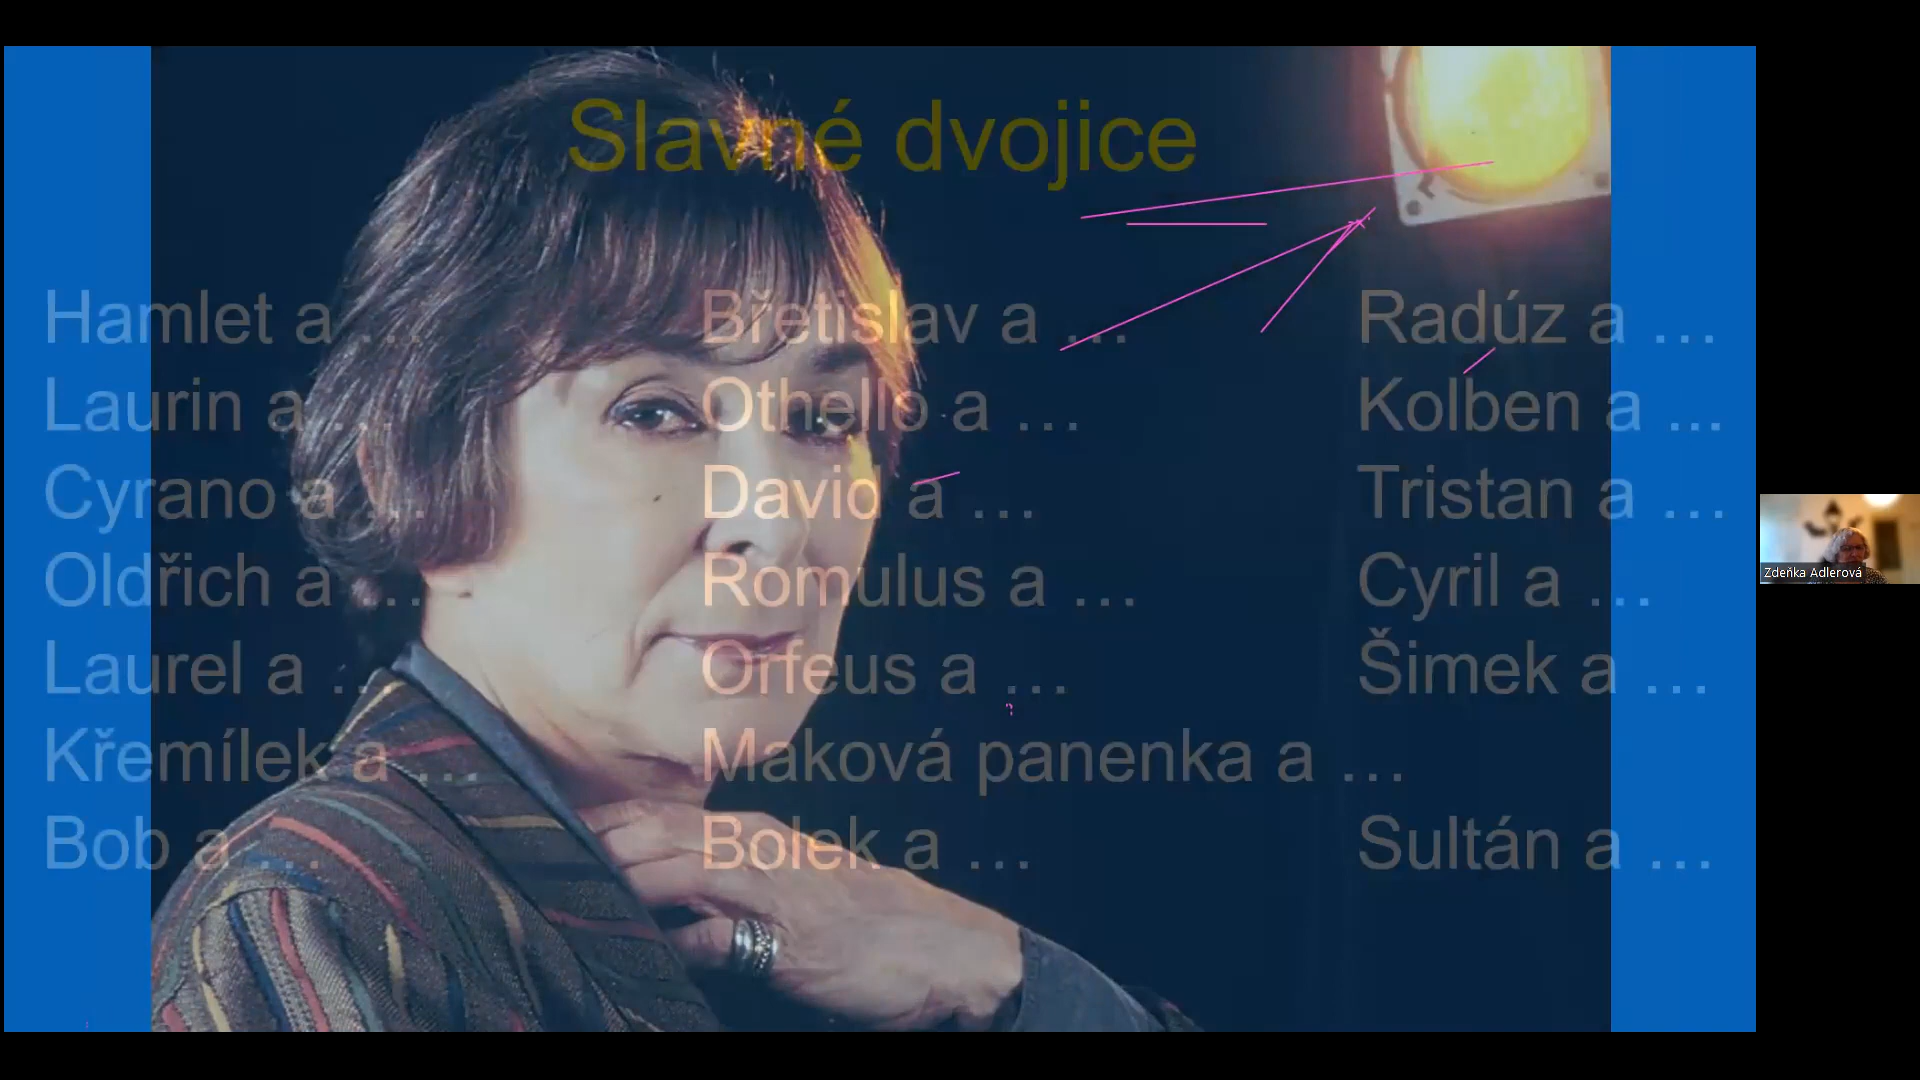 Slavné dvojice
Hamlet a ...
Laurin a ...
Cyrano a ...
Oldřich a ...
Laurel a ...
Křemílek a ...
Bob a ...
Břetislav a ...
Othello a ...
David a ...
Romulus a ...
Orfeus a ...
Maková panenka a ...
Bolek a ...
Radúz a ...
Kolben a ...
Tristan a ...
Cyril a ...
Šimek a ...
Sultán a ...
Zdeňka Adlerová